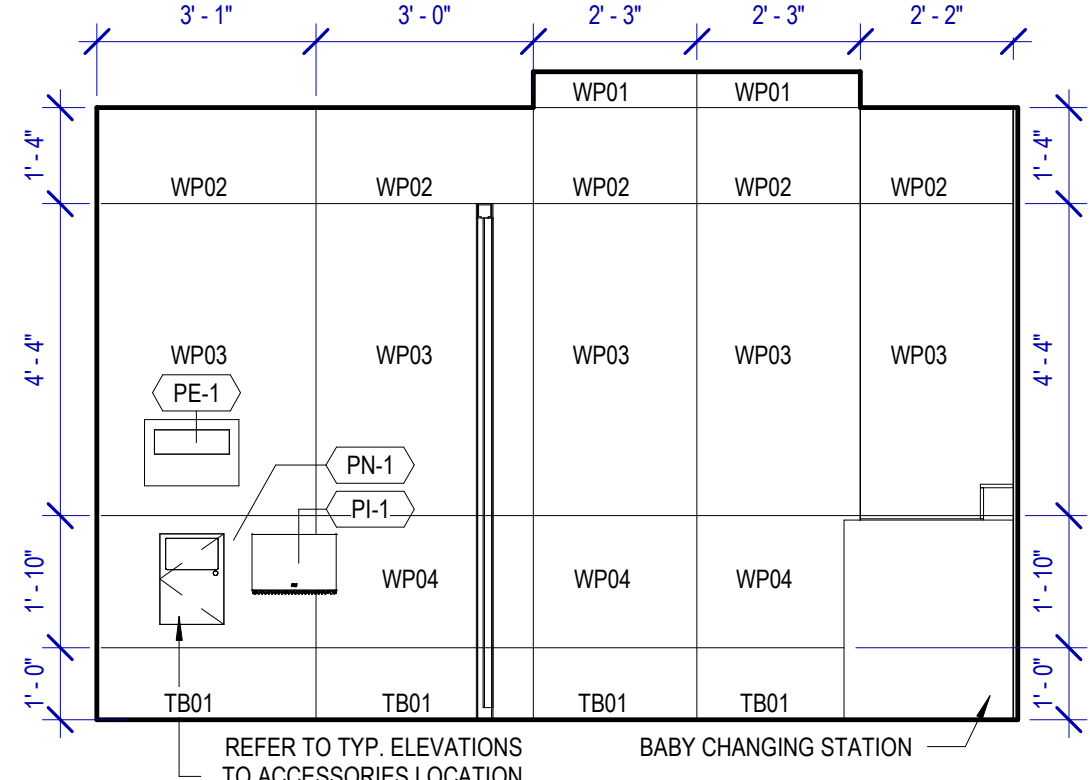 3' - 1" 3' - 0" 2' - 3" 2' - 3" 2' - 2"
WP01 WP01
1' - 4" 1' - 4"
WP02 WP02 WP02 WP02 WP02
4' - 4" 4' - 4"
WP03 WP03 WP03 WP03 WP03
PE-1
PN-1
PI-1
1' - 10" 1' - 10"
WP04 WP04 WP04
1' - 0" 1' - 0"
TB01 TB01 TB01 TB01
REFER TO TYP. ELEVATIONS
TO ACCESSORIES LOCATION
BABY CHANGING STATION